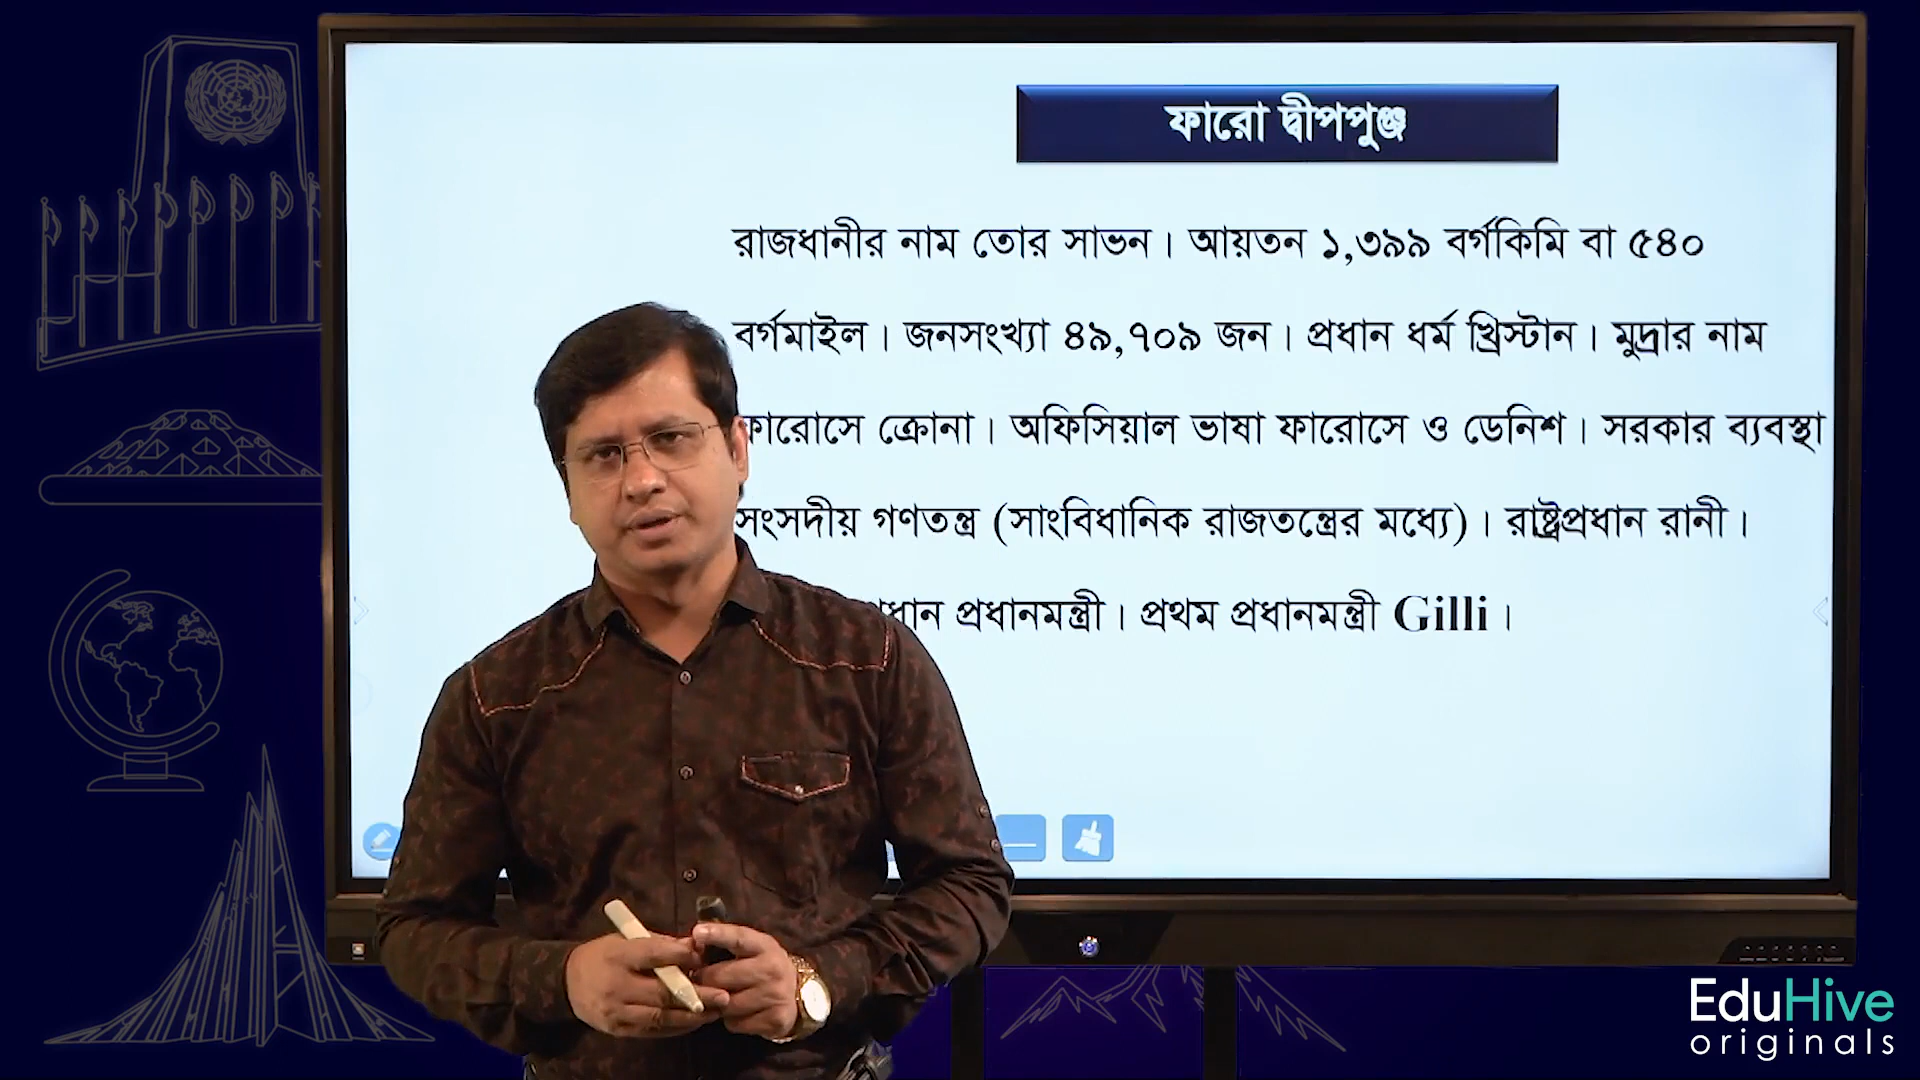 ফারো দ্বীপপুঞ্জ
রাজধানীর নাম তোর সাভন। আয়তন ১,৩৯৯ বর্গকিমি বা ৫৪০
বর্গমাইল। জনসংখ্যা ৪৯,৭০৯ জন। প্রধান ধর্ম খ্রিস্টান। মুদ্রার নাম
ফারোসে ক্রোনা। অফিসিয়াল ভাষা ফারোসে ও ডেনিশ। সরকার ব্যবস্থা
সংসদীয় গণতন্ত্র (সাংবিধানিক রাজতন্ত্রের মধ্যে)। রাষ্ট্রপ্রধান রানী।
প্রধানমন্ত্রী। প্রথম প্রধানমন্ত্রী Gilli।
EduHive
originals